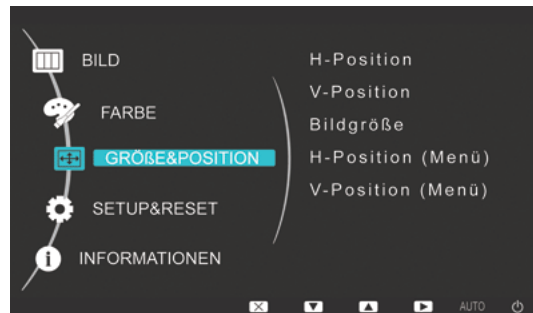 BILD
FARBE
GRÖßE&POSITION
SETUP&RESET
INFORMATIONEN
H-Position
V-Position
Bildgröße
H-Position (Menü)
V-Position (Menü)
AUTO